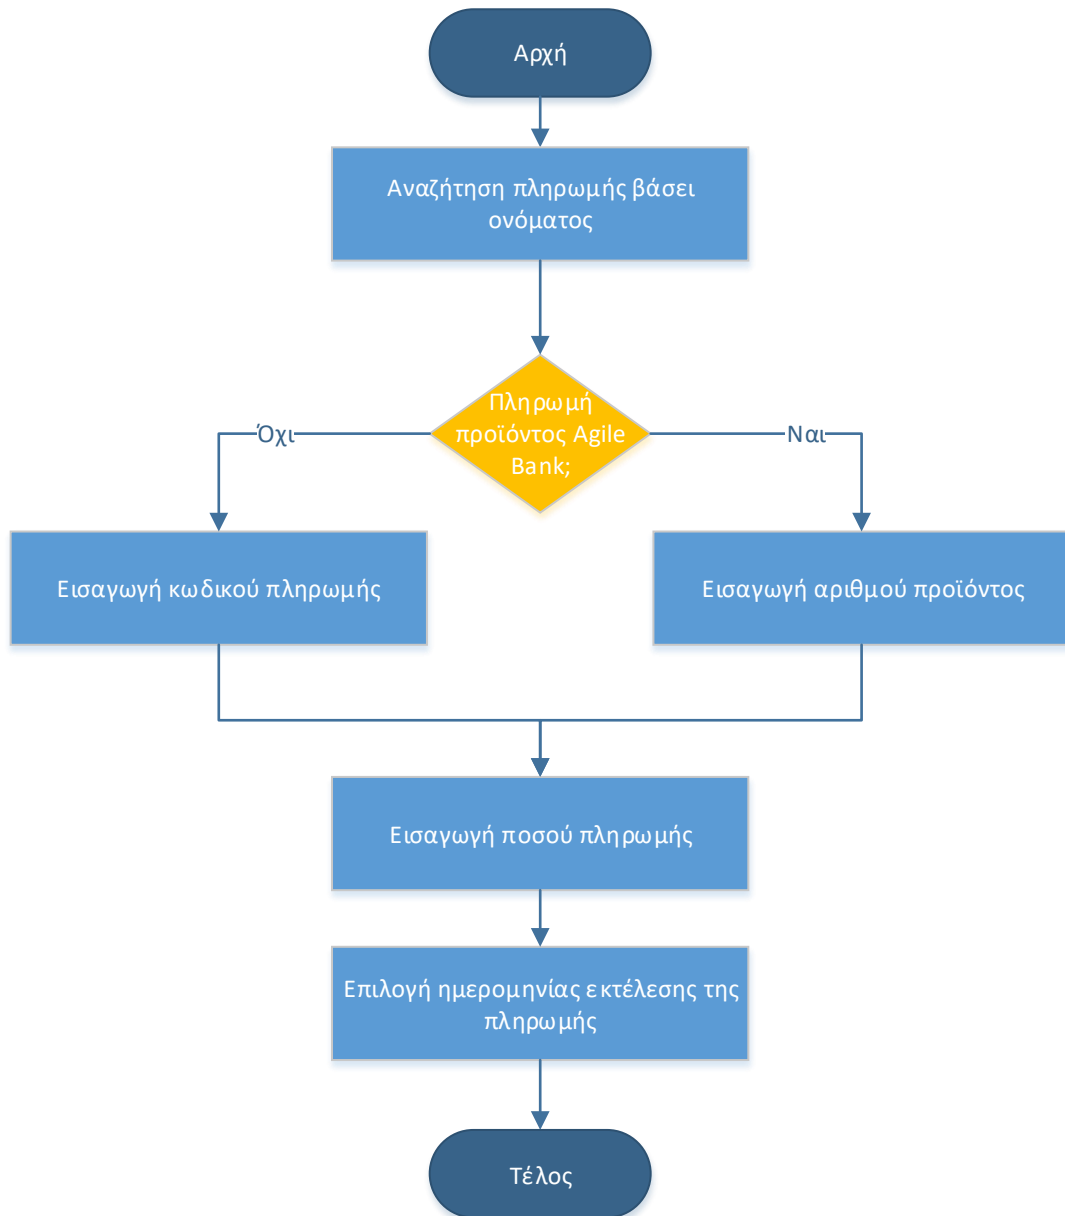 Αρχή
Αναζήτηση πληρωμής βάσει
ονόματος
Πληρωμή
προϊόντος Agile
Bank;
Όχι
Ναι
Εισαγωγή κωδικού πληρωμής
Εισαγωγή αριθμού προϊόντος
Εισαγωγή ποσού πληρωμής
Επιλογή ημερομηνίας εκτέλεσης της
πληρωμής
Τέλος